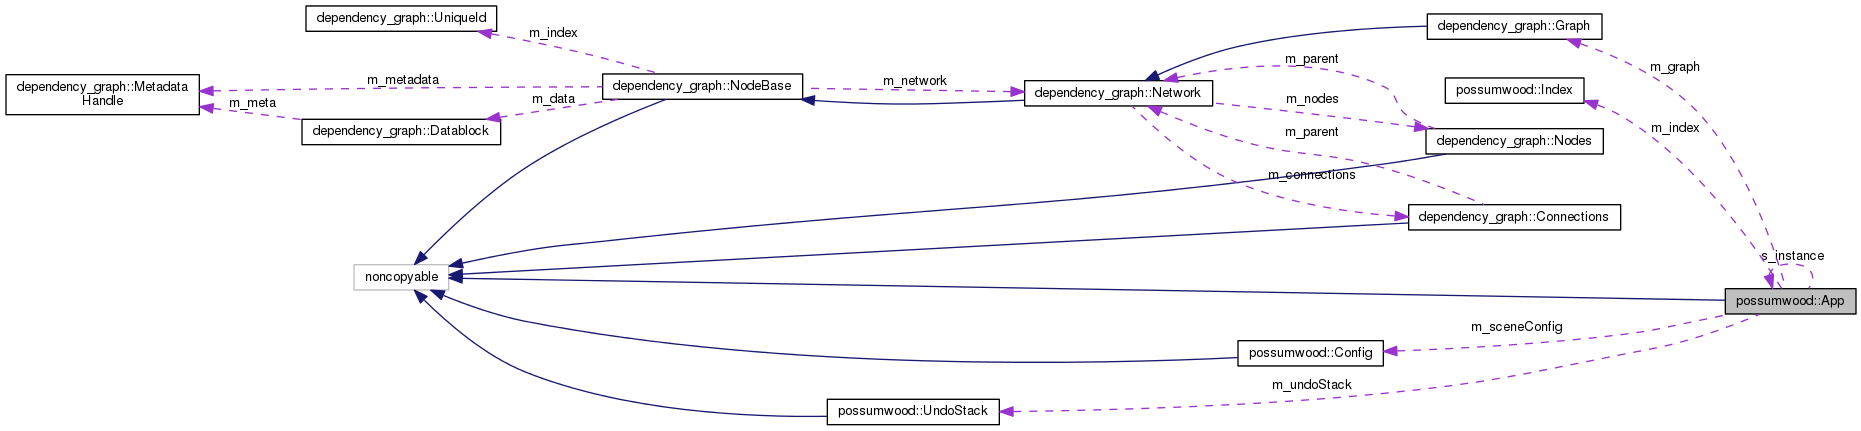 dependency_graph::UniqueId
dependency_graph::Graph
m_index
m_parent
m_graph
dependency_graph::Metadata
Handle
m_metadata
dependency_graph::NodeBase
m_network
dependency_graph::Network
possumwood::Index
m_meta
m_data
m_nodes
dependency_graph::Datablock
m_parent
m_index
dependency_graph::Nodes
m_connections
dependency_graph::Connections
s_instance
noncopyable
possumwood::App
m_sceneConfig
possumwood::Config
m_undoStack
possumwood::UndoStack